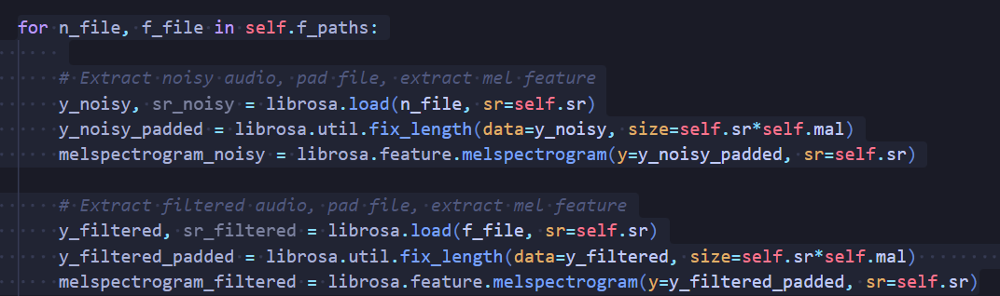 for n_file, f_file in self.f_paths:
# Extract noisy audio, pad file, extract mel feature
y_noisy, sr_noisy = librosa.load(n_file, sr=self.sr)
y_noisy_padded = librosa.util.fix_length(data=y_noisy, size=self.sr*self.mal)
melspectrogram_noisy = librosa.feature.melspectrogram(y=y_noisy_padded, sr=self.sr)
# Extract filtered audio, pad file, extract mel feature
y_filtered, sr_filtered = librosa.load(f_file, sr=self.sr)
y_filtered_padded = librosa.util.fix_length(data=y_filtered, size=self.sr*self.mal)
melspectrogram_filtered = librosa.feature.melspectrogram(y=y_filtered_padded, sr=self.sr)